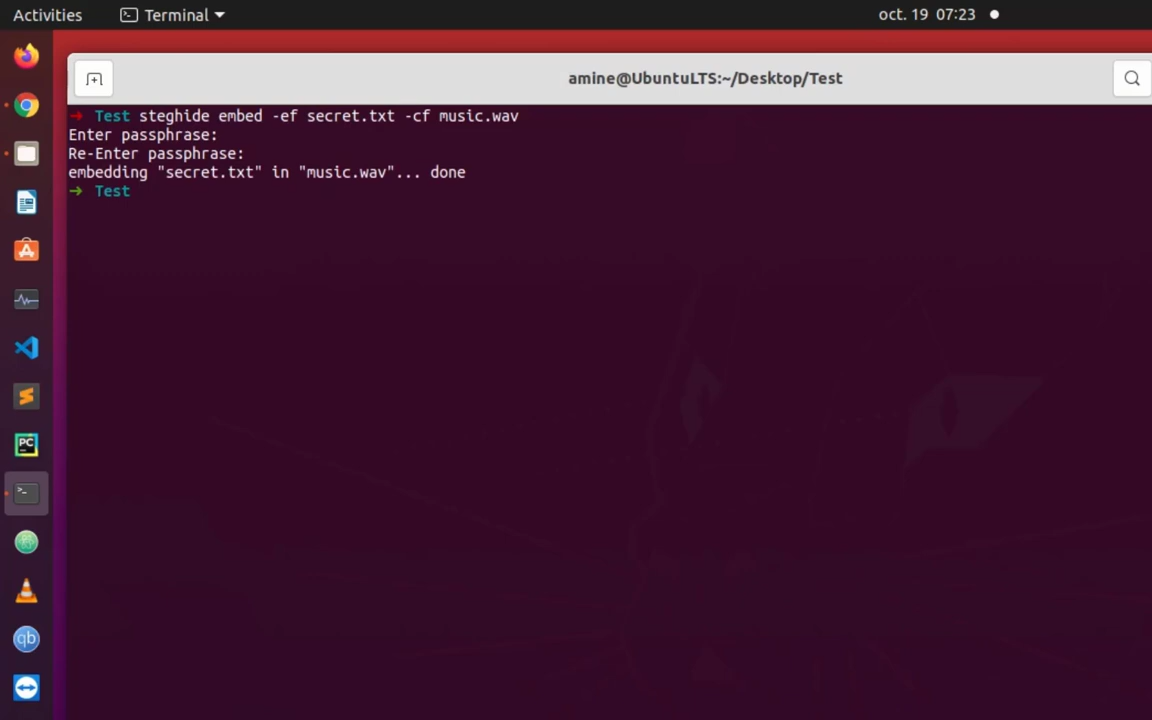 Activities Terminal oct. 19 07:23
amine@UbuntuLTS:~/Desktop/Test
➜ Test steghide embed -ef secret.txt -cf music.wav
Enter passphrase:
Re-Enter passphrase:
embedding "secret.txt" in "music.wav"... done
➜ Test
PC
qb